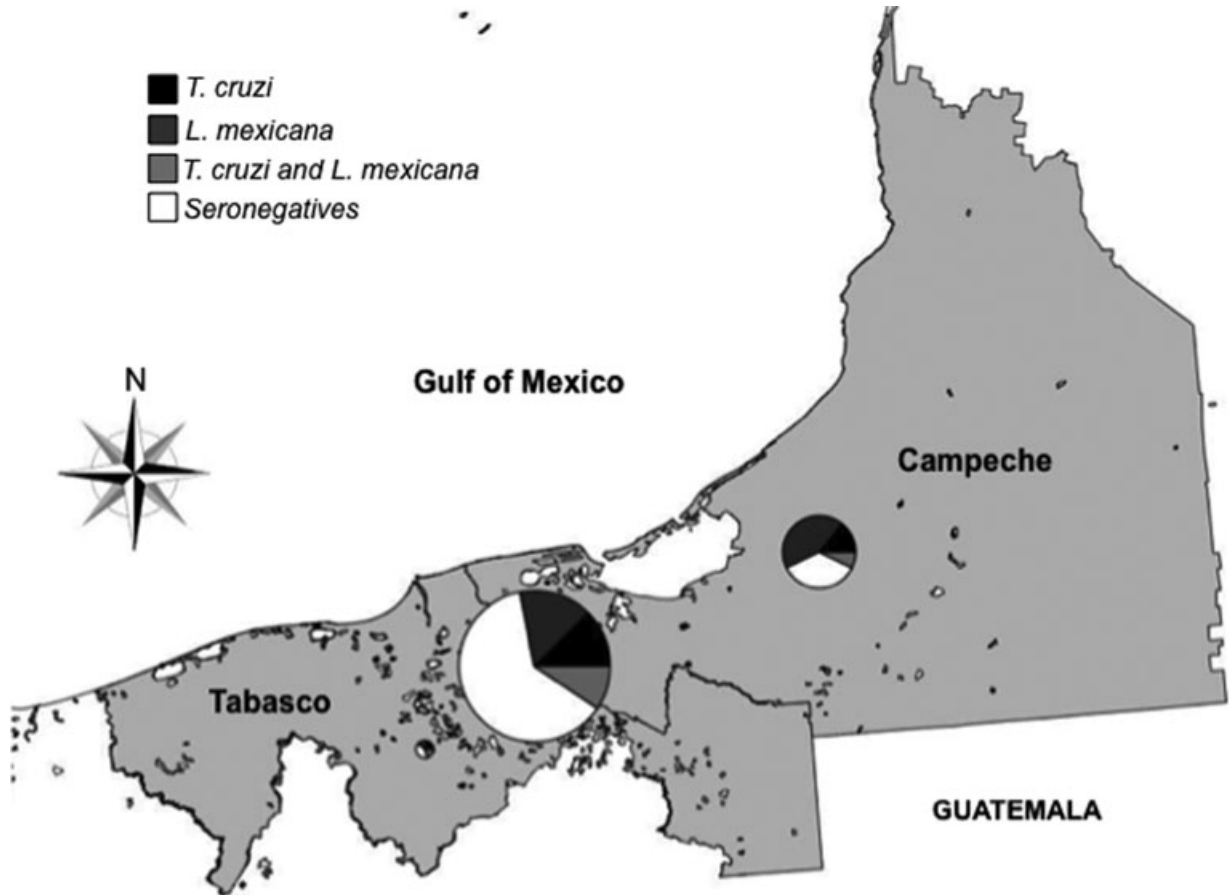 T. cruzi
L. mexicana
T. cruzi and L. mexicana
Seronegatives
N
Gulf of Mexico
Campeche
Tabasco
GUATEMALA